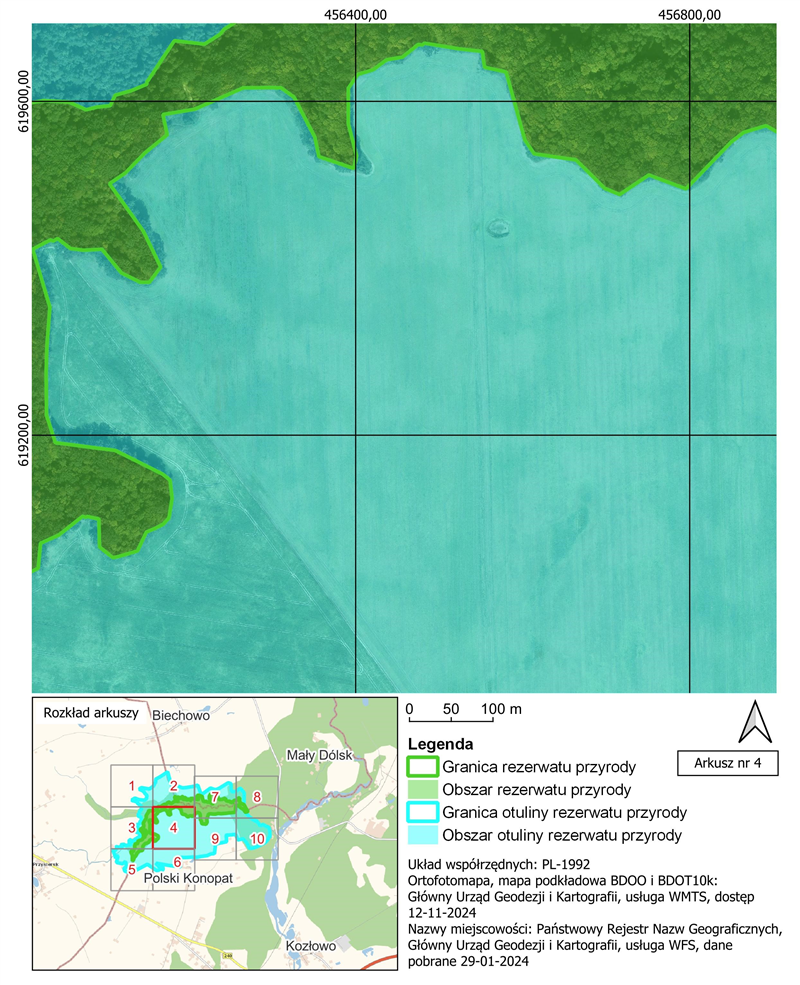 456400,00
456800,00
619600,00
619200,00
Rozkład arkuszy
Biechowo
Mały Dólsk
1
2
7
8
3
4
9
10
5
6
Polski Konopat
Przysiersk
240
Kozłowo
0 50 100 m
Legenda
Granica rezerwatu przyrody
Obszar rezerwatu przyrody
Granica otuliny rezerwatu przyrody
Obszar otuliny rezerwatu przyrody
Arkusz nr 4
Układ współrzędnych: PL-1992
Ortofotomapa, mapa podkładowa BDOO i BDOT10k:
Główny Urząd Geodezji i Kartografii, usługa WMTS, dostęp
12-11-2024
Nazwy miejscowości: Państwowy Rejestr Nazw Geograficznych,
Główny Urząd Geodezji i Kartografii, usługa WFS, dane
pobrane 29-01-2024